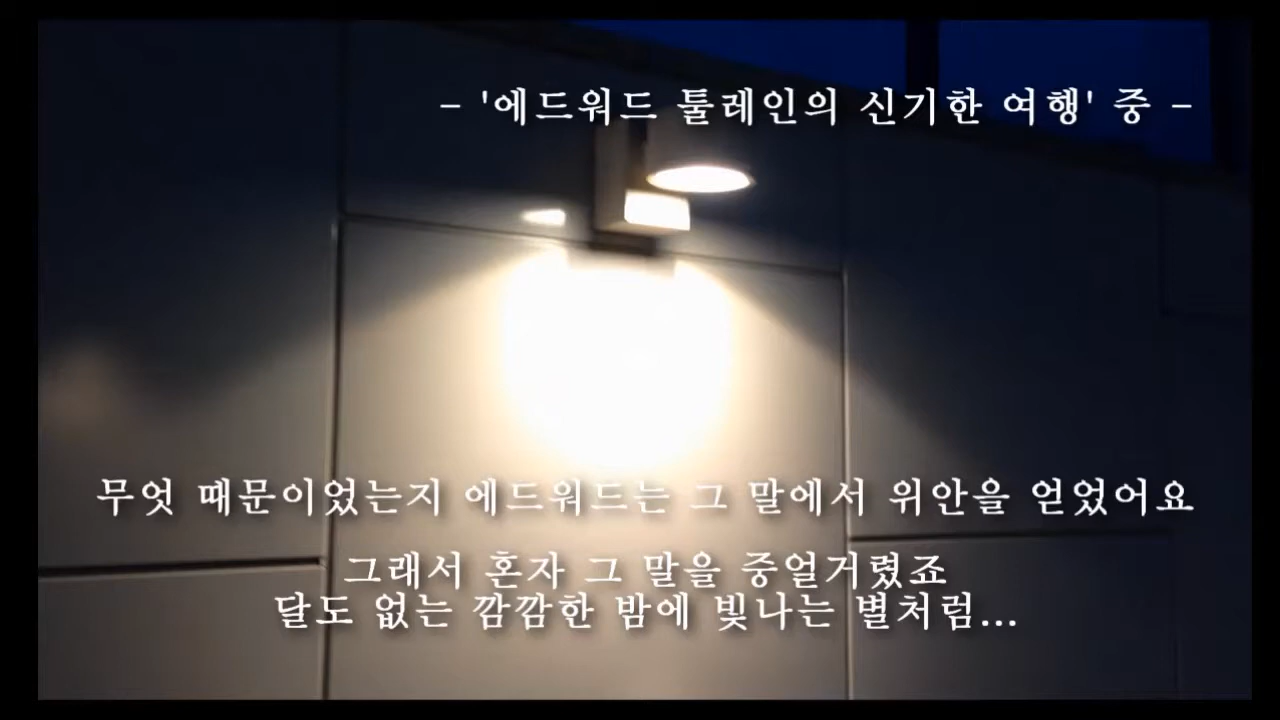 - '에드워드 툴레인의 신기한 여행' 중 -
무엇 때문이었는지 에드워드는 그 말에서 위안을 얻었어요
그래서 혼자 그 말을 중얼거렸죠
달도 없는 깜깜한 밤에 빛나는 별처럼...